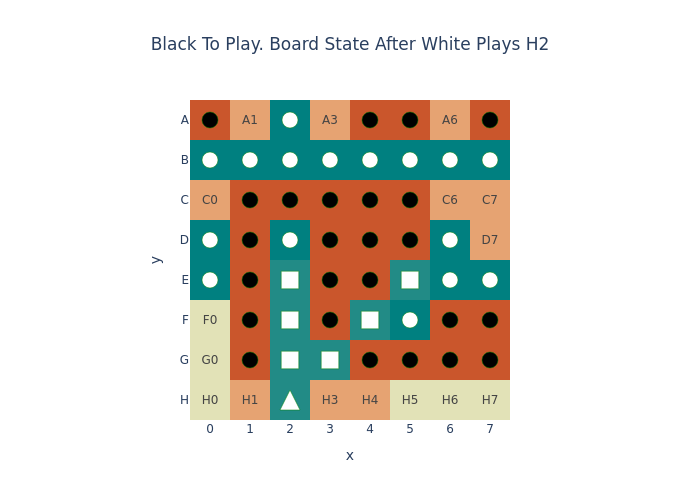 Black To Play. Board State After White Plays H2
A A1 A3 A6
B
C C0 C6 C7
D D7
y
E
F F0
G G0
H H0 H1 H3 H4 H5 H6 H7
0 1 2 3 4 5 6 7
x